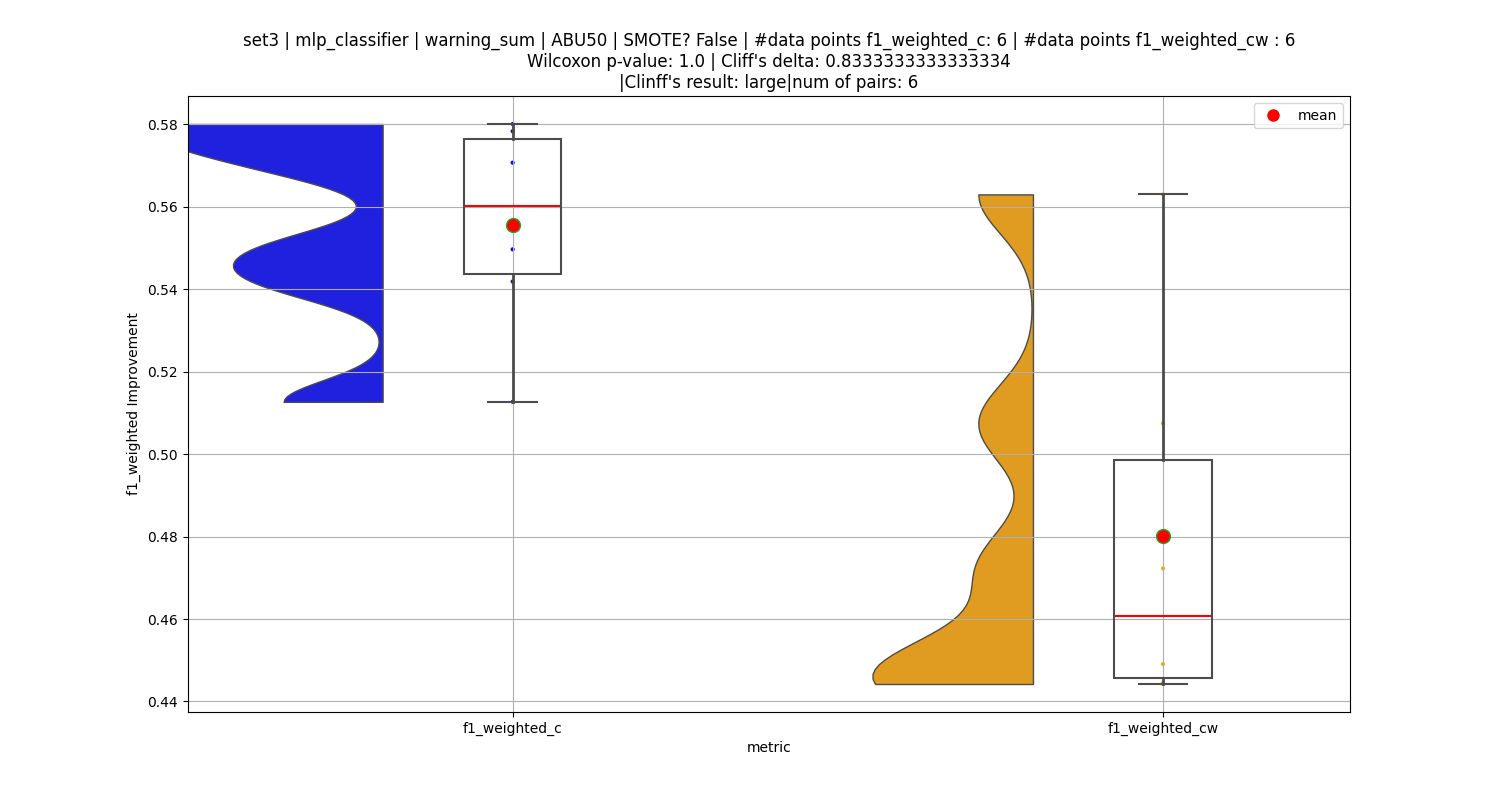 set3 | mlp_classifier | warning_sum | ABU50 | SMOTE? False | #data points f1_weighted_c: 6 | #data points f1_weighted_cw : 6
Wilcoxon p-value: 1.0 | Cliff's delta: 0.8333333333333334
|Clinff's result: large|num of pairs: 6
mean
0.58
0.56
0.54
0.52
0.50
0.48
0.46
0.44
f1_weighted Improvement
f1_weighted_c
f1_weighted_cw
metric